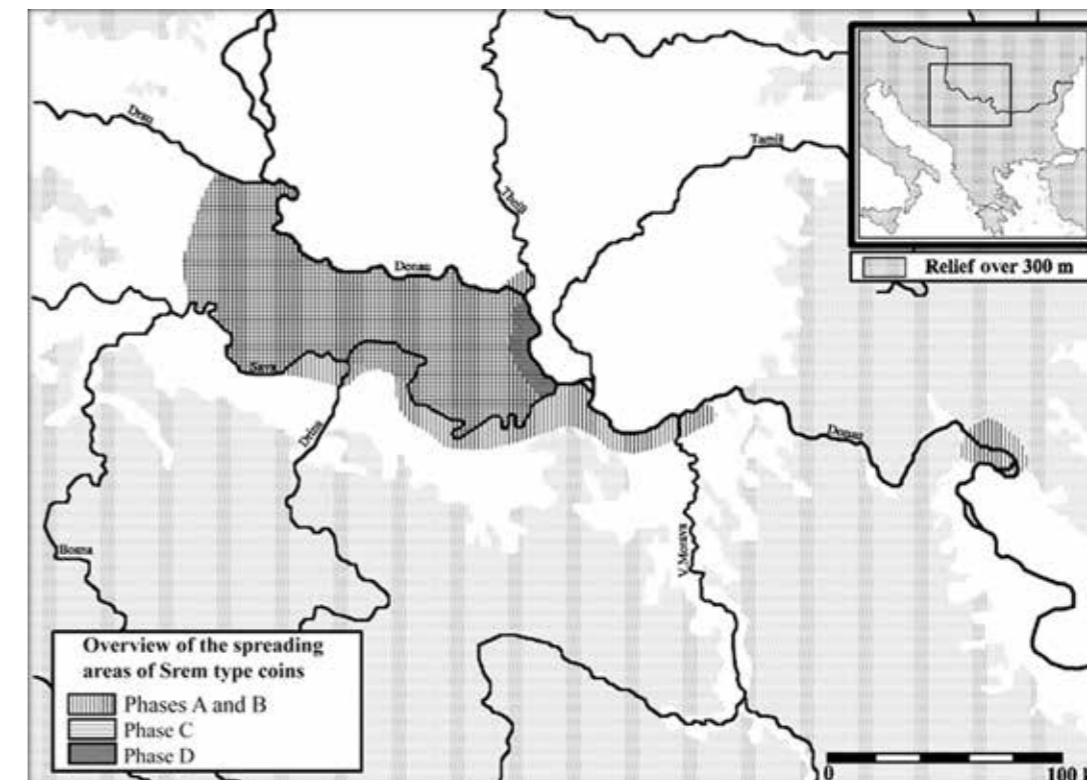 Drau
Tamiš
Theiß
Donau
Relief over 300 m
Sava
Drina
Donau
Bosna
V.Morava
Overview of the spreading
areas of Srem type coins
Phases A and B
Phase C
Phase D
0
100